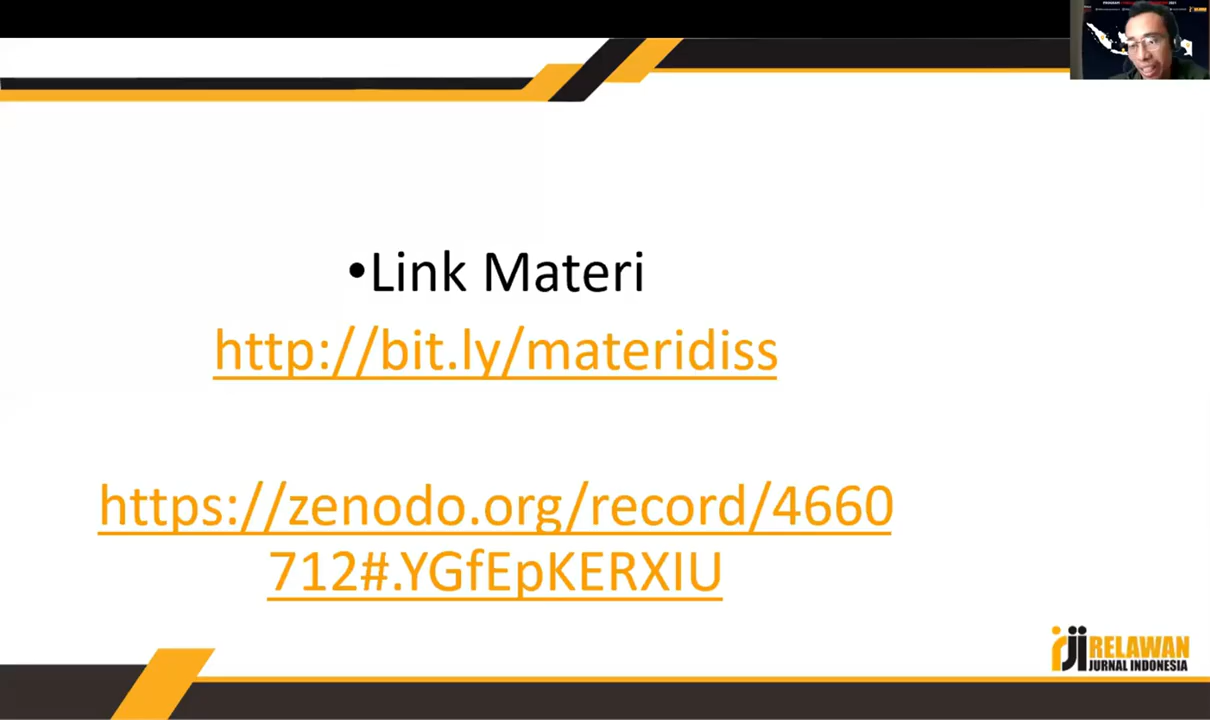 •Link Materi
http://bit.ly/materidiss
https://zenodo.org/record/4660
712#.YGfEpKERXIU
RELAWAN
JURNAL INDONESIA